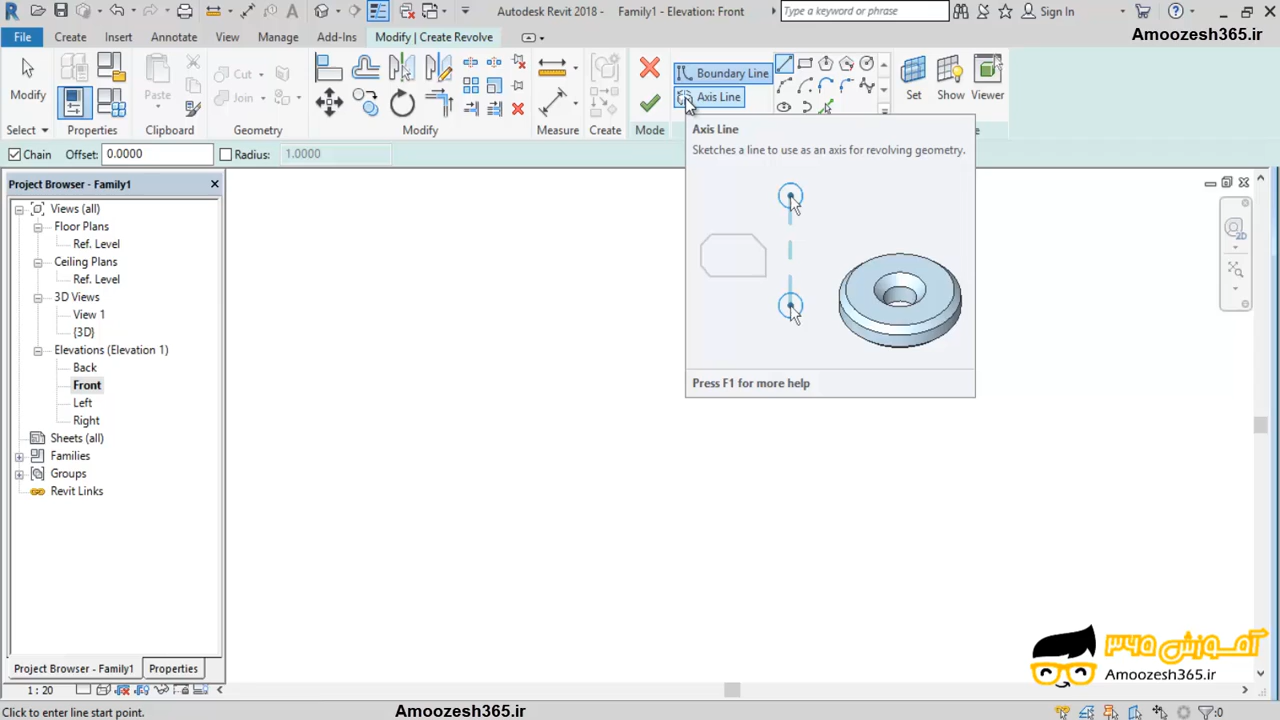 Autodesk Revit 2018 -     Family1 - Elevation: Front
Type a keyword or phrase
Sign In
File
Create
Insert
Annotate
View
Manage
Add-Ins
Modify | Create Revolve
Amoozesh365.ir
Modify
Paste
Cut
Join
Boundary Line
Axis Line
Set
Show
Viewer
Select
Properties
Clipboard
Geometry
Modify
Measure
Create
Mode
Chain
Offset:
0.0000
Radius:
1.0000
Axis Line
Sketches a line to use as an axis for revolving geometry.
Press F1 for more help
Project Browser - Family1
Views (all)
Floor Plans
Ref. Level
Ceiling Plans
Ref. Level
3D Views
View 1
{3D}
Elevations (Elevation 1)
Back
Front
Left
Right
Sheets (all)
Families
Groups
Revit Links
2D
Project Browser - Family1
Properties
1 : 20
Click to enter line start point.
Amoozesh365.ir
آمـوزش ۳۶۵
Amoozesh365.ir
:0